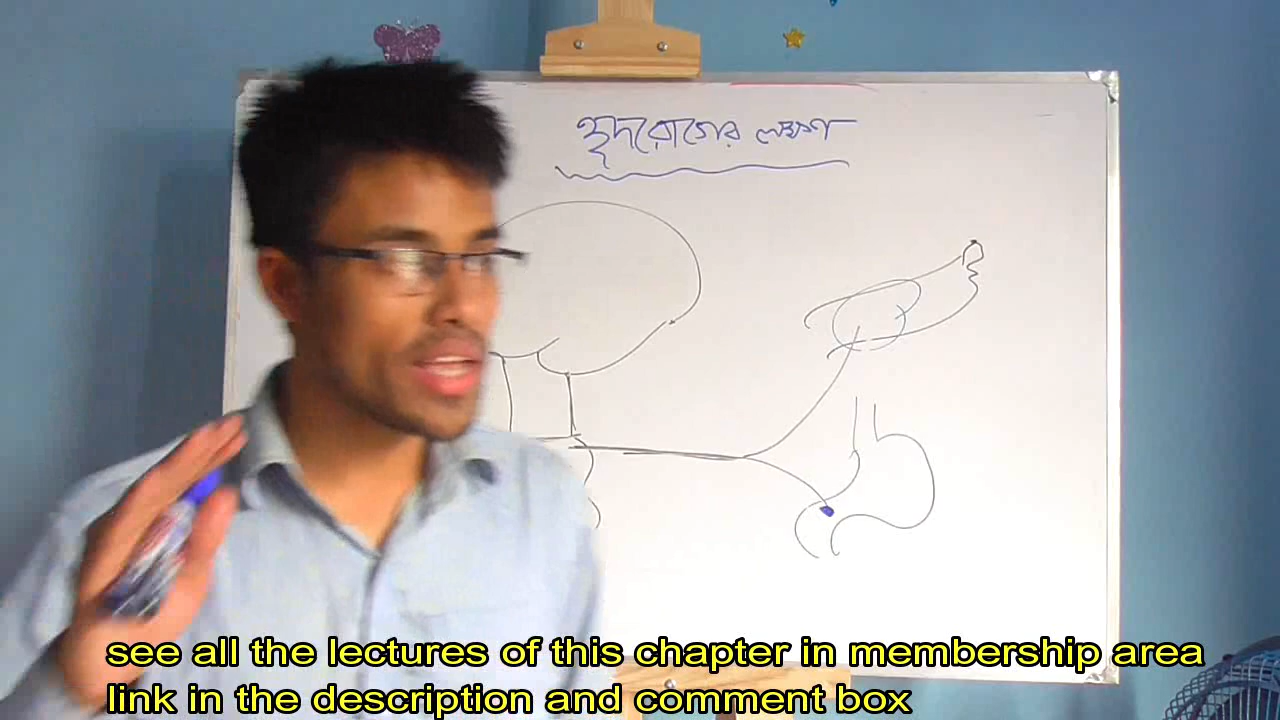 হৃদরোগের লক্ষণ
see all the lectures of this chapter in membership area
link in the description and comment box